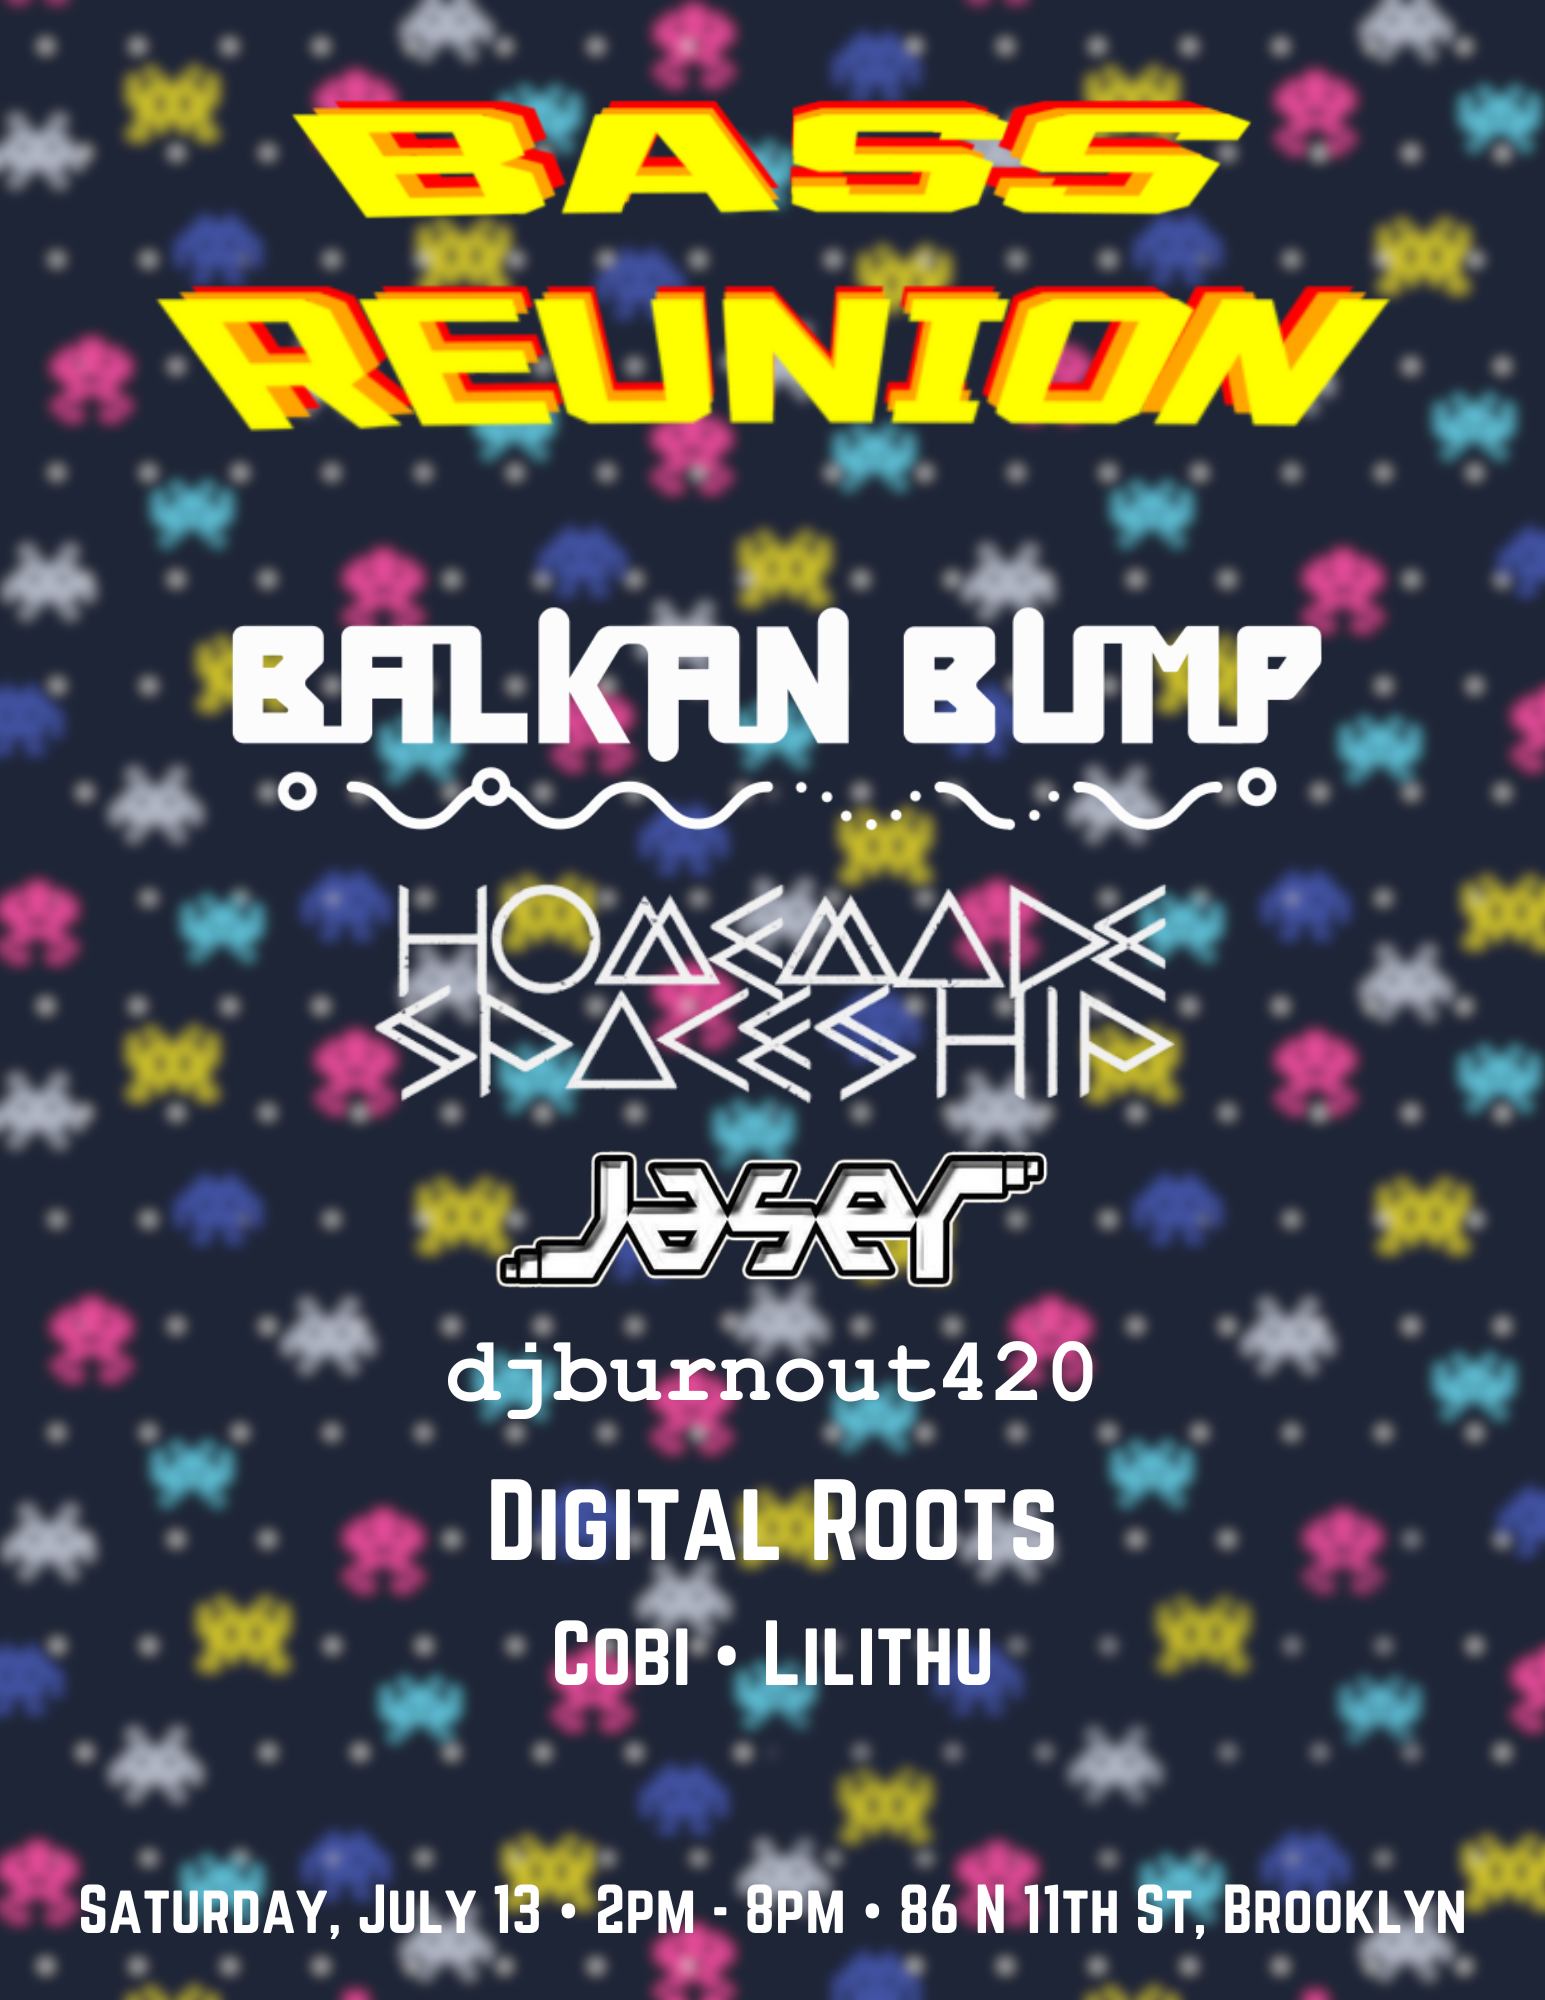 BASS
REUNION
BALKAN BUMP
HOMEMADE
SPACESHIP
Jaser
djburnout420
Digital Roots
Cobi • Lilithu
Saturday, July 13 • 2pm - 8pm • 86 N 11th St, Brooklyn